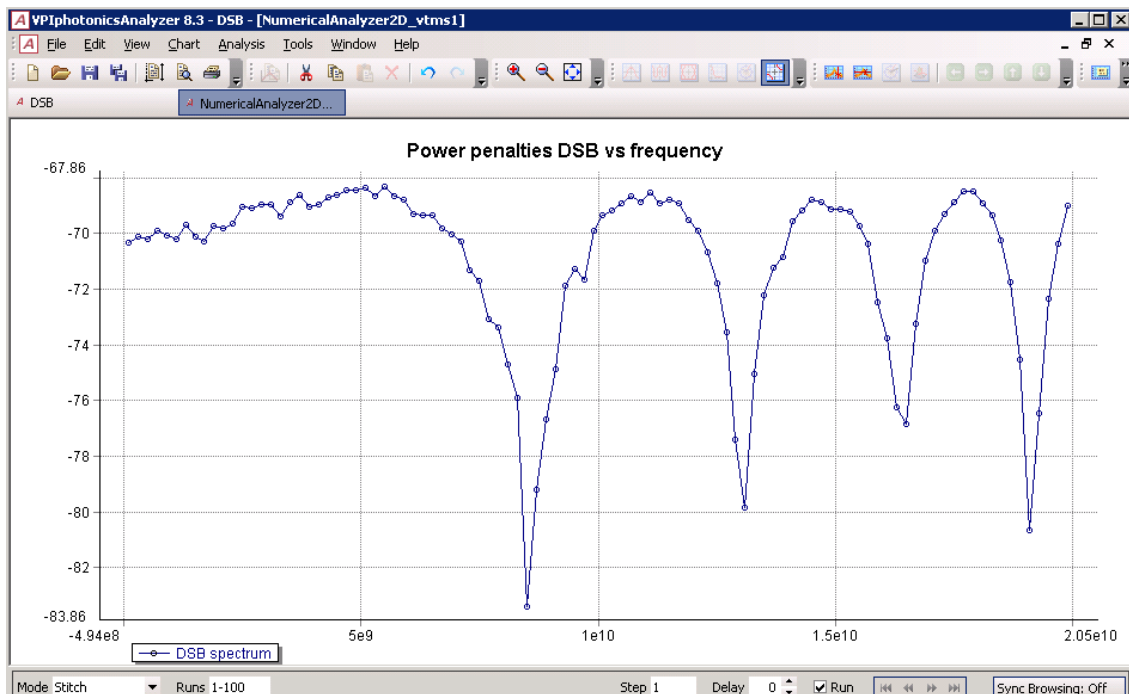 VPIphotonicsAnalyzer 8.3 - DSB - [NumericalAnalyzer2D_vtms1]
File Edit View Chart Analysis Tools Window Help
DSB NumericalAnalyzer2D...
Power penalties DSB vs frequency
-67.86
-70
-72
-74
-76
-78
-80
-82
-83.86
-4.94e8 5e9 1e10 1.5e10 2.05e10
DSB spectrum
Mode Stitch Runs 1-100 Step 1 Delay 0 Run Sync Browsing: Off